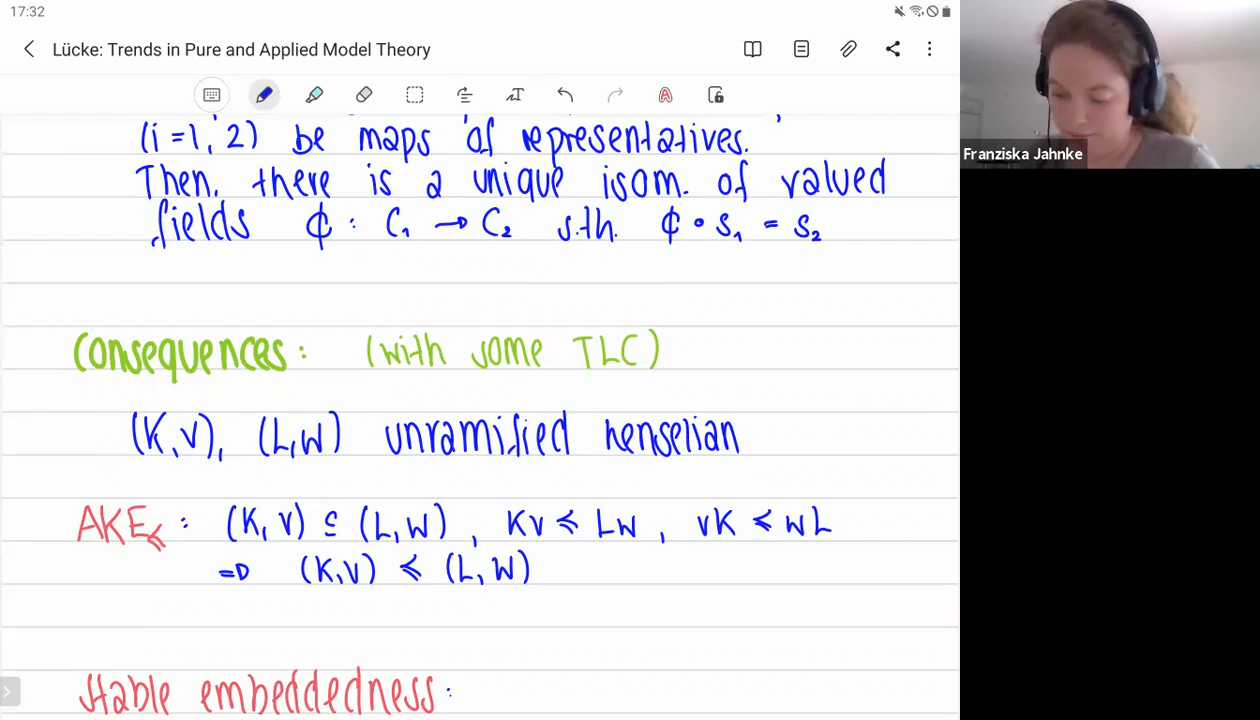 17:32
Lücke: Trends in Pure and Applied Model Theory
(i = 1, 2) be maps of representatives.
Then, there is a unique isom. of valued
fields ϕ : C₁ → C₂ s.th. ϕ ∘ s₁ = s₂
Consequences: (with some TLC)
(K,v), (L,w) unramified henselian
AKE≼ : (K,v) ⊆ (L,w), Kv ≼ Lw, vK ≼ wL
⇒ (K,v) ≼ (L,w)
Stable embeddedness:
Franziska Jahnke